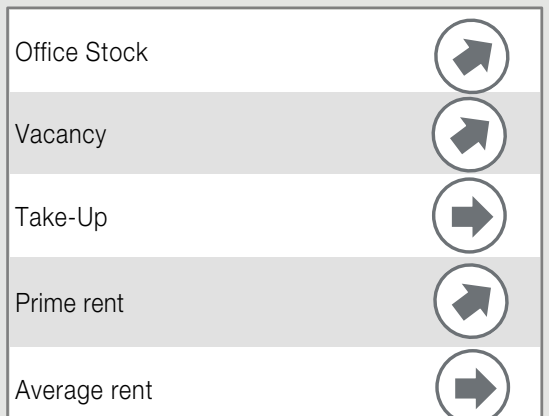 Office Stock
Vacancy
Take-Up
Prime rent
Average rent